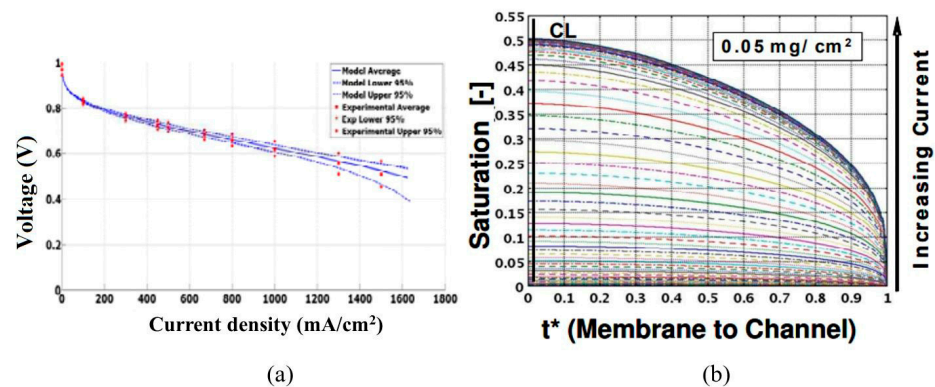 (a)
1
0.8
0.6
0.4
0.2
0
0 200 400 600 800 1000 1200 1400 1600 1800
Voltage (V)
Current density (mA/cm²)
Model Average
Model Lower 95%
Model Upper 95%
Experimental Average
Exp Lower 95%
Experimental Upper 95%
(a)
0.55
0.5
0.45
0.4
0.35
0.3
0.25
0.2
0.15
0.1
0.05
0
0 0.1 0.2 0.3 0.4 0.5 0.6 0.7 0.8 0.9 1
Saturation [-]
t* (Membrane to Channel)
CL
0.05 mg/ cm²
Increasing Current
(b)